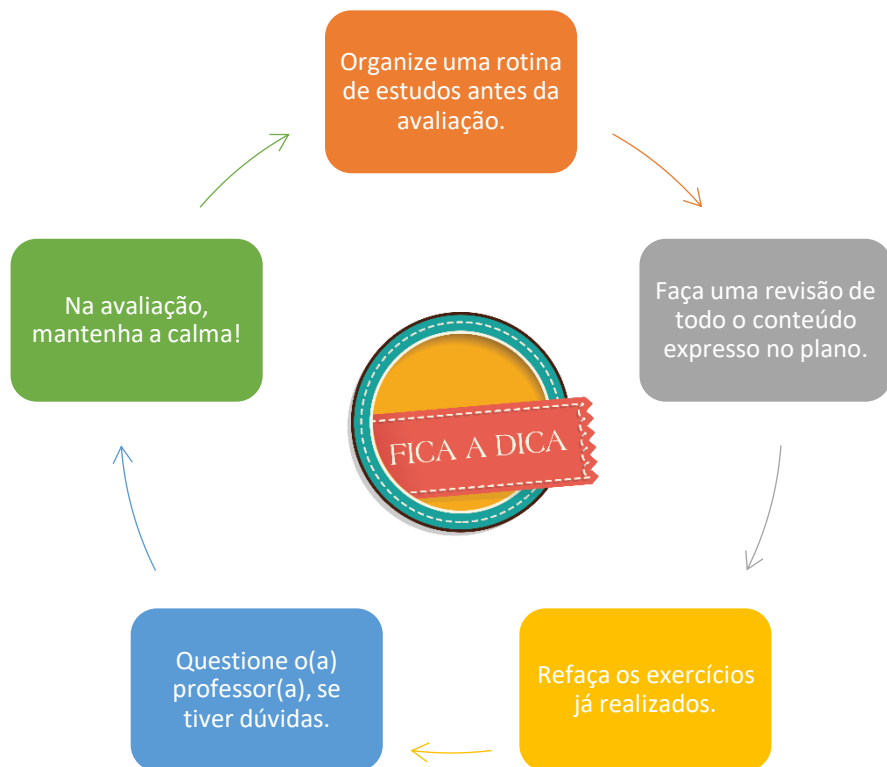 Organize uma rotina
de estudos antes da
avaliação.
Faça uma revisão de
todo o conteúdo
expresso no plano.
Refaça os exercícios
já realizados.
Questione o(a)
professor(a), se
tiver dúvidas.
Na avaliação,
mantenha a calma!
FICA A DICA